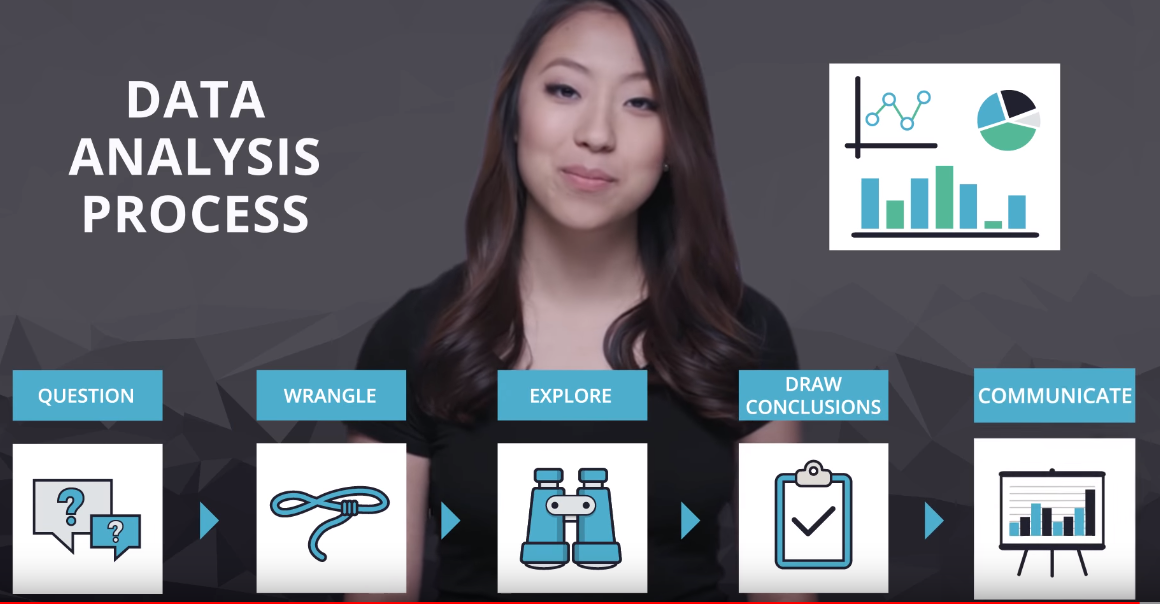 DATA
ANALYSIS
PROCESS
QUESTION
WRANGLE
EXPLORE
DRAW
CONCLUSIONS
COMMUNICATE
?
?